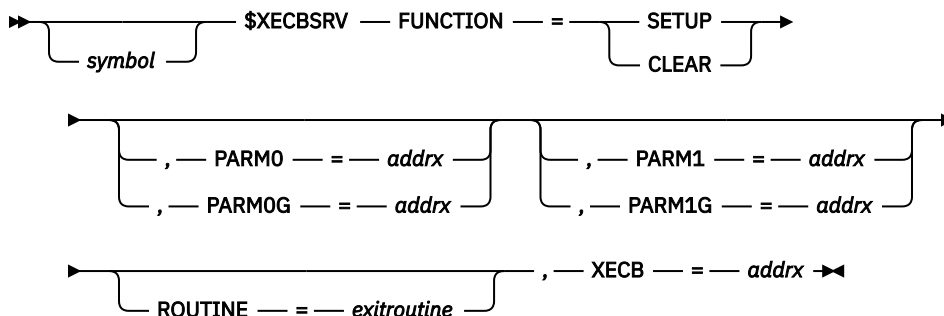 $XECBSRV FUNCTION = SETUP
symbol CLEAR
, PARM0 = addrx , PARM1 = addrx
, PARM0G = addrx , PARM1G = addrx
, XECB = addrx
ROUTINE = exitroutine